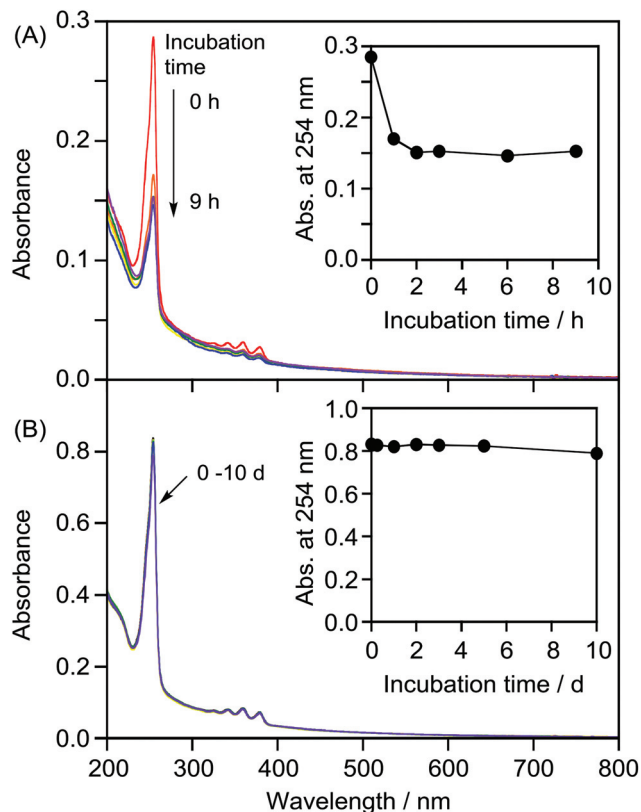 (A)
Incubation
time
0 h
9 h
Absorbance
0.3
0.2
0.1
0.0
Abs. at 254 nm
0.3
0.15
0.0
0 2 4 6 8 10
Incubation time / h
(B)
0 -10 d
Absorbance
0.8
0.6
0.4
0.2
0.0
Abs. at 254 nm
1.0
0.8
0.6
0.4
0.2
0.0
0 2 4 6 8 10
Incubation time / d
200 300 400 500 600 700 800
Wavelength / nm